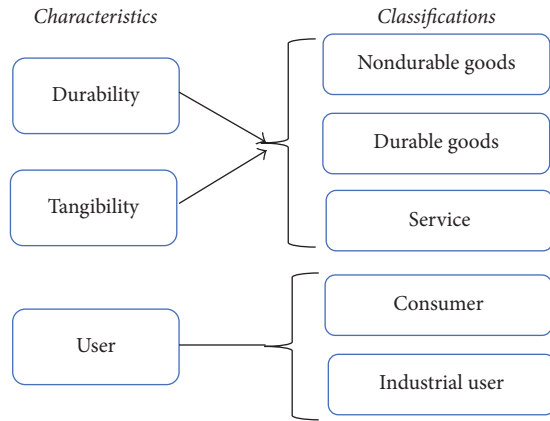 Characteristics
Classifications
Durability
Tangibility
Nondurable goods
Durable goods
Service
User
Consumer
Industrial user